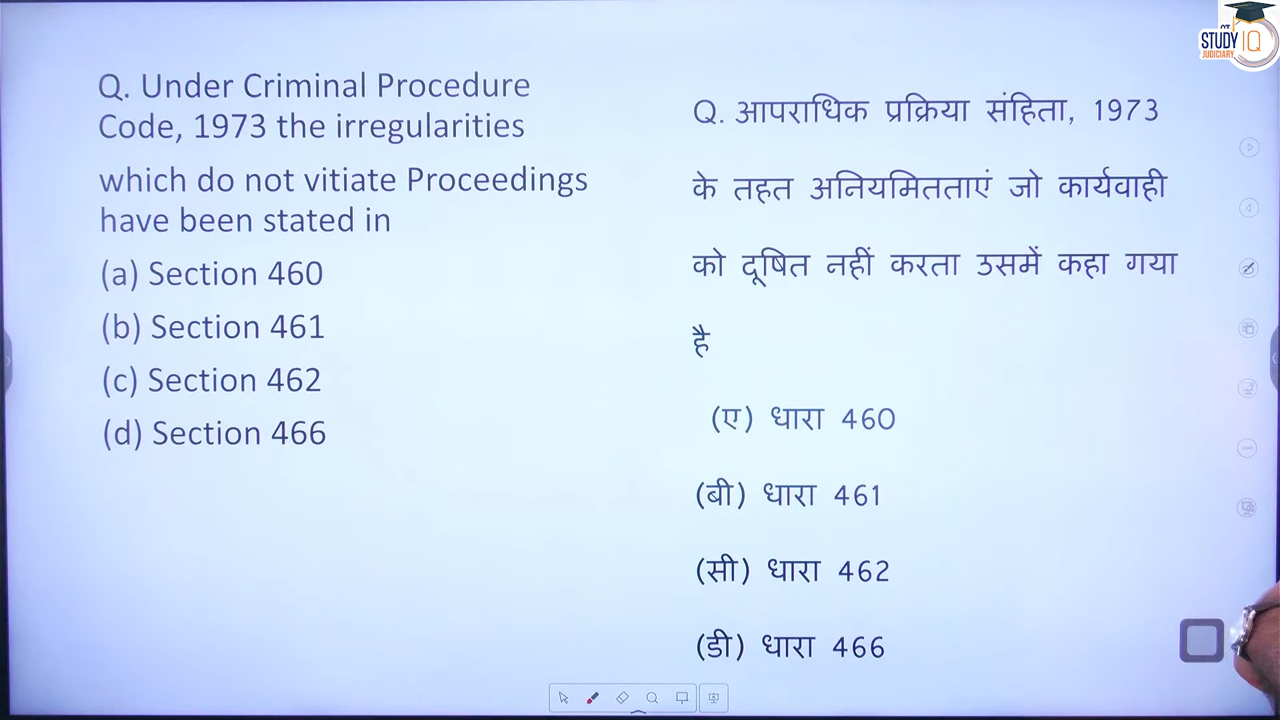 Q. Under Criminal Procedure
Code, 1973 the irregularities
which do not vitiate Proceedings
have been stated in
(a) Section 460
(b) Section 461
(c) Section 462
(d) Section 466
Q. आपराधिक प्रक्रिया संहिता, 1973
के तहत अनियमितताएं जो कार्यवाही
को दूषित नहीं करता उसमें कहा गया
है
(ए) धारा 460
(बी) धारा 461
(सी) धारा 462
(डी) धारा 466
STUDY IQ
JUDICIARY